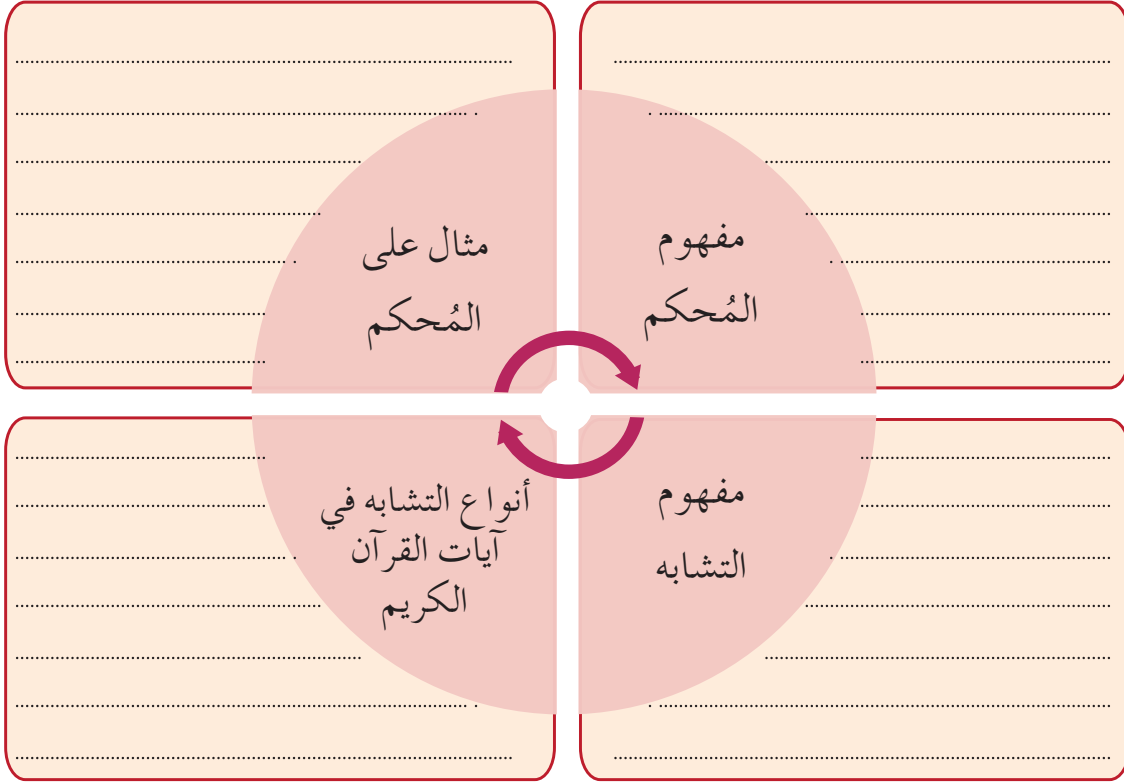 مفهوم
المُحكم
مثال على
المُحكم
مفهوم
التشابه
أنواع التشابه في
آيات القرآن
الكريم